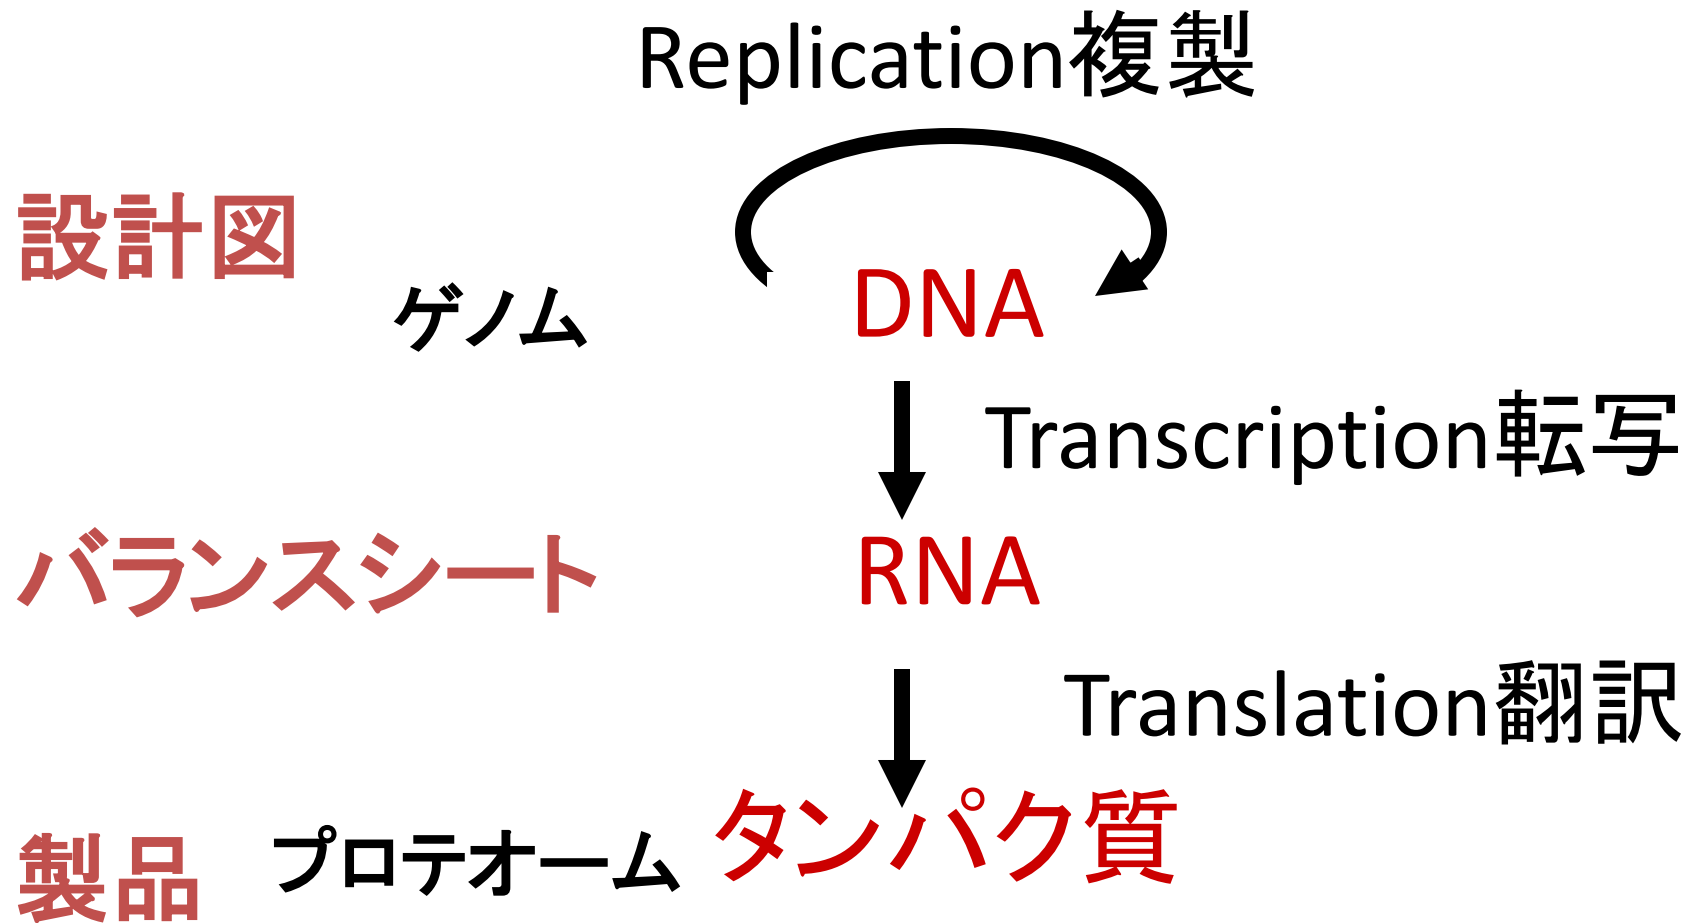 Replication複製
設計図
ゲノム
DNA
Transcription転写
バランスシート
RNA
Translation翻訳
製品
プロテオーム
タンパク質